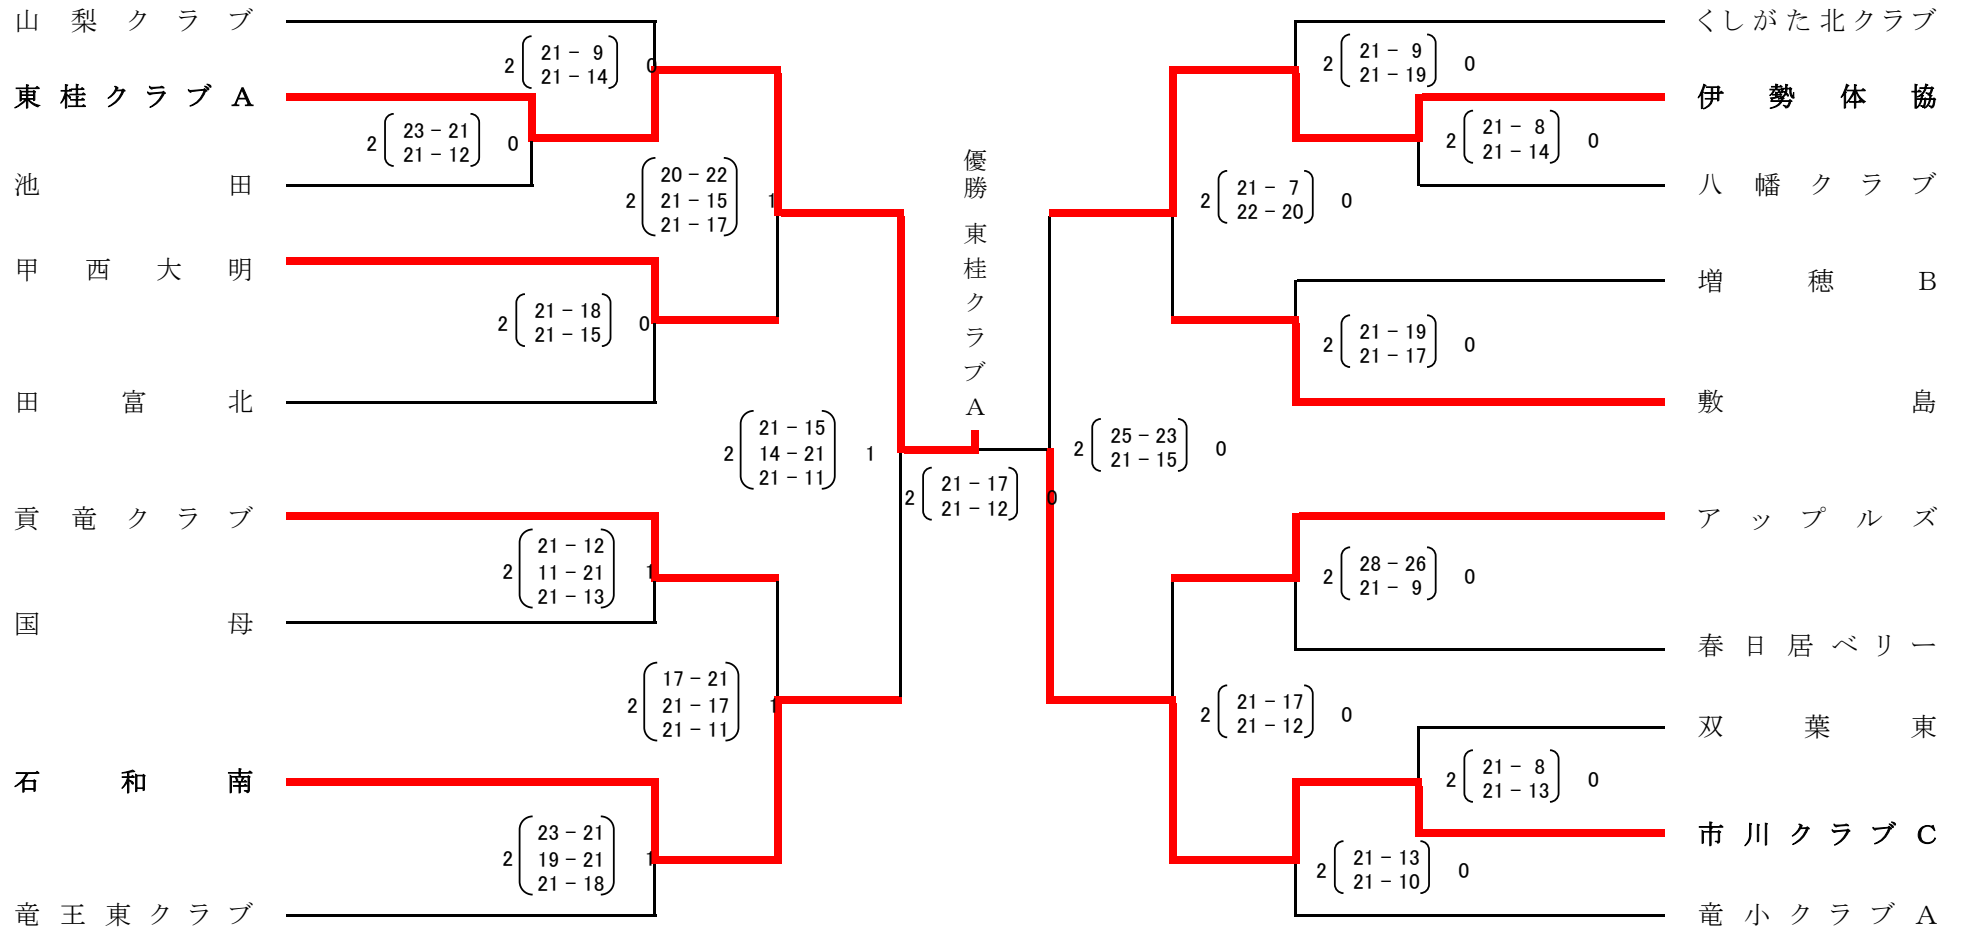 山梨クラブ
2 21－ 9 0
21－14
東桂クラブA
2 23－21 0
21－12
池田
2 20－22 1
21－15
21－17
甲西大明
2 21－18 0
21－15
田富北
2 21－15 1
14－21
21－11
貢竜クラブ
2 21－12 1
11－21
21－13
国母
2 17－21 1
21－17
21－11
石和南
2 23－21 1
19－21
21－18
竜王東クラブ
優勝 東桂クラブA
2 21－17 0
21－12
くしがた北クラブ
2 21－ 9 0
21－19
伊勢体協
2 21－ 8 0
21－14
八幡クラブ
2 21－ 7 0
22－20
増穂B
2 21－19 0
21－17
敷島
2 25－23 0
21－15
アップルズ
2 28－26 0
21－ 9
春日居ベリー
2 21－17 0
21－12
双葉東
2 21－ 8 0
21－13
市川クラブC
2 21－13 0
21－10
竜小クラブA